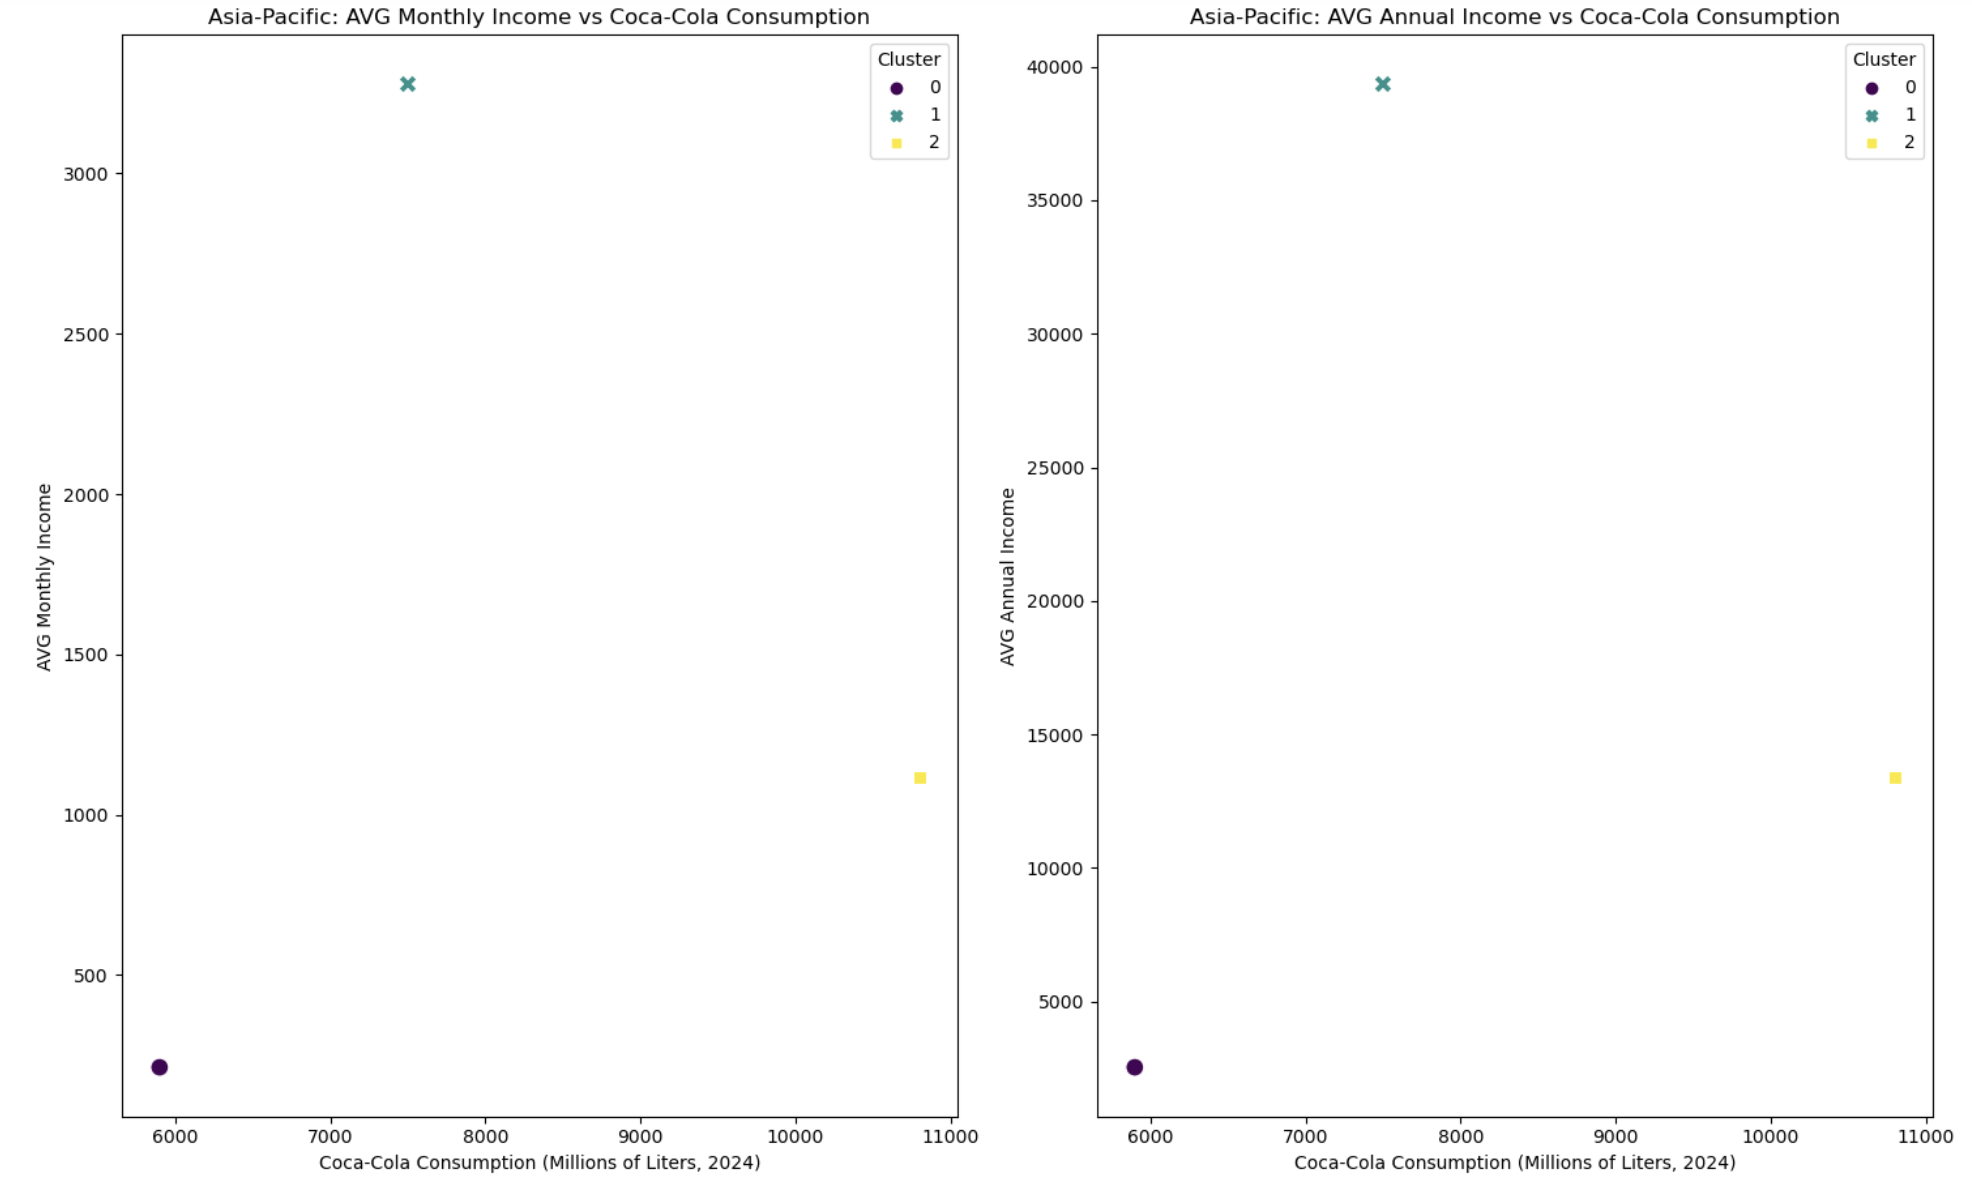 Asia-Pacific: AVG Monthly Income vs Coca-Cola Consumption
Cluster
0
1
2
3000
2500
2000
1500
1000
500
AVG Monthly Income
6000 7000 8000 9000 10000 11000
Coca-Cola Consumption (Millions of Liters, 2024)
Asia-Pacific: AVG Annual Income vs Coca-Cola Consumption
Cluster
0
1
2
40000
35000
30000
25000
20000
15000
10000
5000
AVG Annual Income
6000 7000 8000 9000 10000 11000
Coca-Cola Consumption (Millions of Liters, 2024)